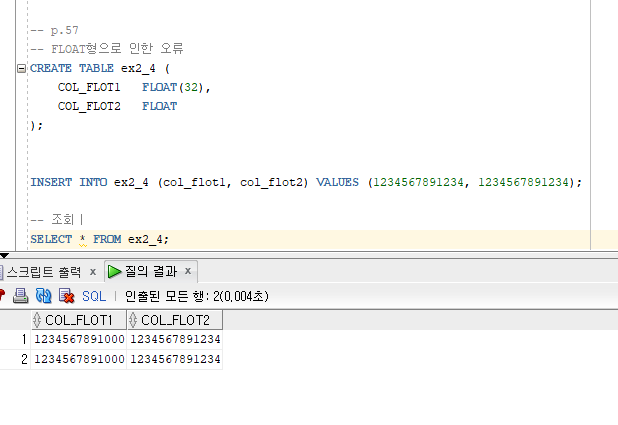 -- p.57
-- FLOAT형으로 인한 오류
CREATE TABLE ex2_4 (
COL_FLOT1 FLOAT(32),
COL_FLOT2 FLOAT
);
INSERT INTO ex2_4 (col_flot1, col_flot2) VALUES (1234567891234, 1234567891234);
-- 조회
SELECT * FROM ex2_4;
스크립트 출력 x 질의 결과 x
SQL | 인출된 모든 행: 2(0,004초)
COL_FLOT1 COL_FLOT2
1 1234567891000 1234567891234
2 1234567891000 1234567891234